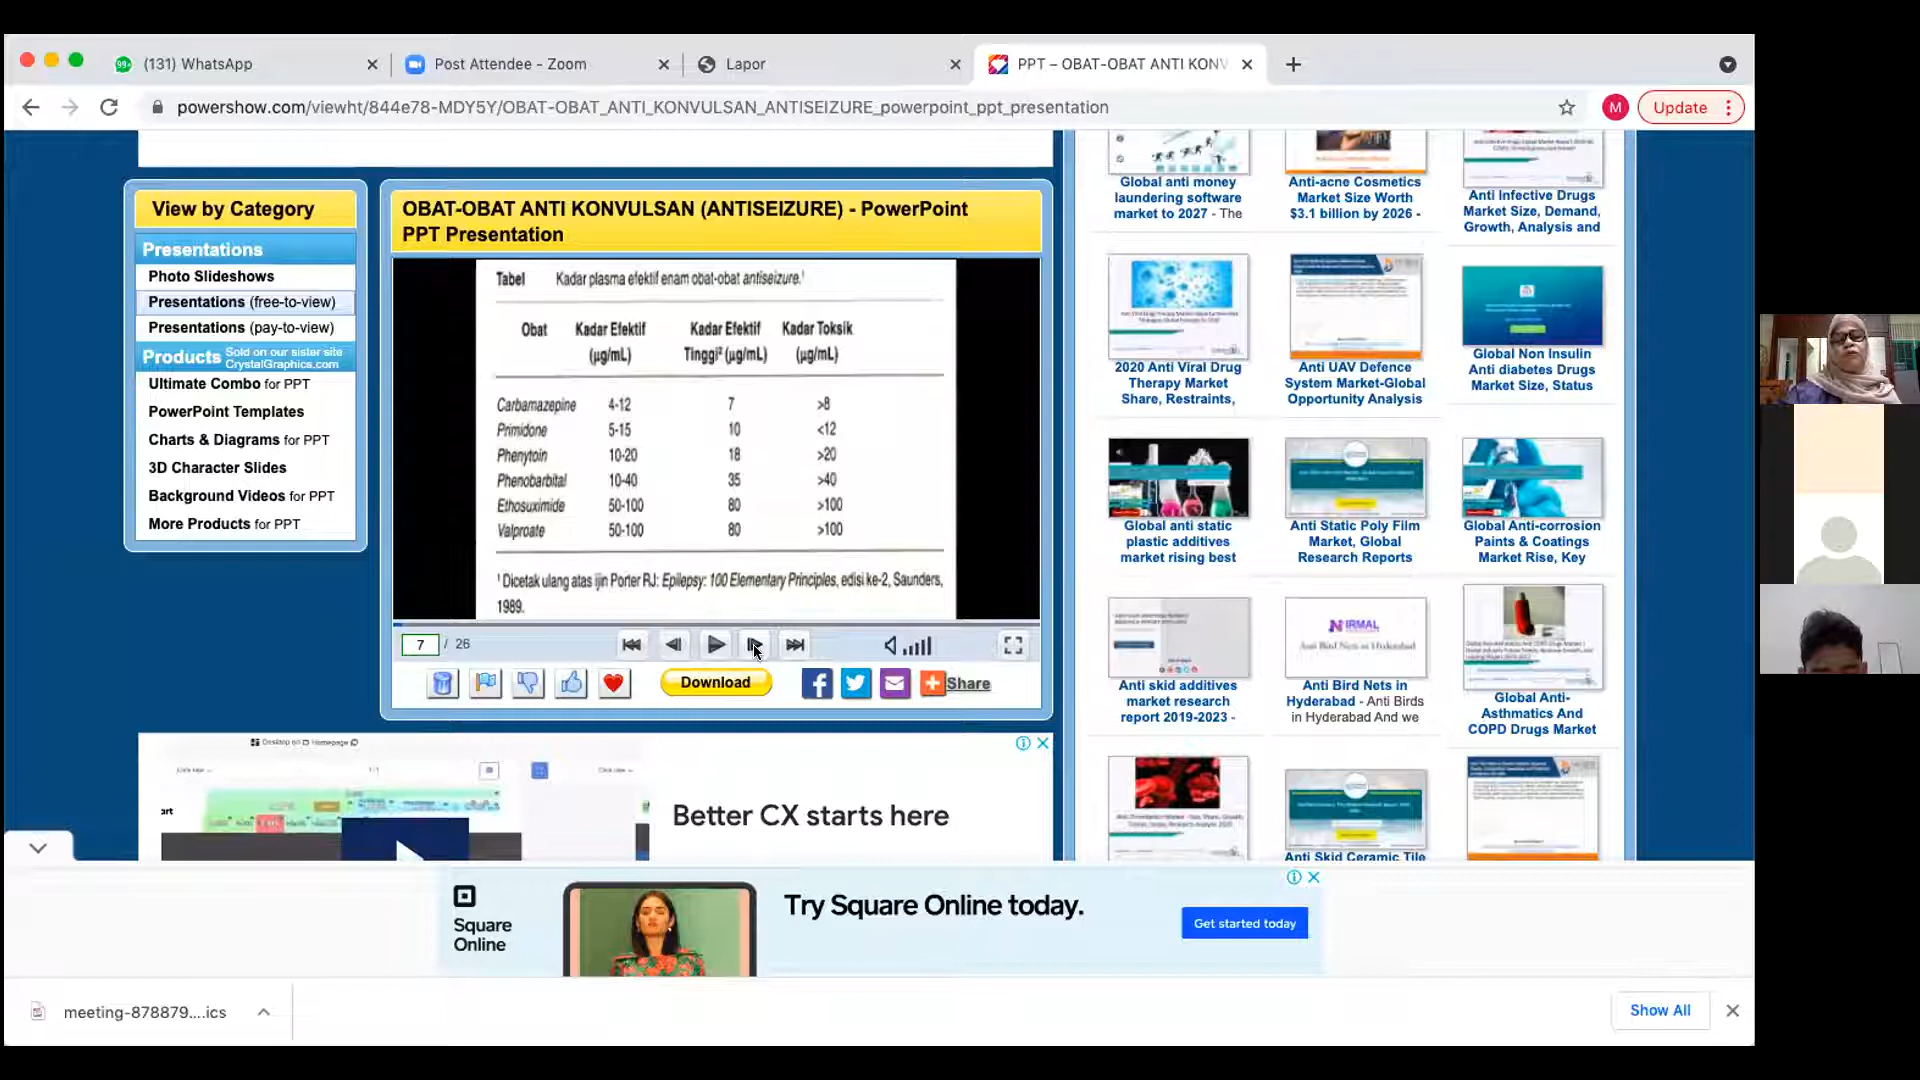 (131) WhatsApp
Post Attendee - Zoom
Lapor
PPT – OBAT-OBAT ANTI KONV
powershow.com/viewht/844e78-MDY5Y/OBAT-OBAT_ANTI_KONVULSAN_ANTISEIZURE_powerpoint_ppt_presentation
M
Update
View by Category
Presentations
Photo Slideshows
Presentations (free-to-view)
Presentations (pay-to-view)
Products Sold on our sister site
CrystalGraphics.com
Ultimate Combo for PPT
PowerPoint Templates
Charts & Diagrams for PPT
3D Character Slides
Background Videos for PPT
More Products for PPT
OBAT-OBAT ANTI KONVULSAN (ANTISEIZURE) - PowerPoint
PPT Presentation
Tabel Kadar plasma efektif enam obat-obat antiseizure.¹
Obat Kadar Efektif Kadar Efektif Kadar Toksik
(µg/mL) Tinggi² (µg/mL) (µg/mL)
Carbamazepine 4-12 7 >8
Primidone 5-15 10 <12
Phenytoin 10-20 18 >20
Phenobarbital 10-40 35 >40
Ethosuximide 50-100 80 >100
Valproate 50-100 80 >100
¹ Dicetak ulang atas ijin Porter RJ: Epilepsy: 100 Elementary Principles, edisi ke-2, Saunders,
1989.
7 / 26
Download
Share
Global anti money
laundering software
market to 2027 - The
Anti-acne Cosmetics
Market Size Worth
$3.1 billion by 2026 -
Anti Infective Drugs
Market Size, Demand,
Growth, Analysis and
2020 Anti Viral Drug
Therapy Market
Share, Restraints,
Anti UAV Defence
System Market-Global
Opportunity Analysis
Global Non Insulin
Anti diabetes Drugs
Market Size, Status
Global anti static
plastic additives
market rising best
Anti Static Poly Film
Market, Global
Research Reports
Global Anti-corrosion
Paints & Coatings
Market Rise, Key
Anti skid additives
market research
report 2019-2023 -
NIRMAL
Anti Bird Nets in Hyderabad
Anti Bird Nets in
Hyderabad - Anti Birds
in Hyderabad And we
Global Anti-
Asthmatics And
COPD Drugs Market
Anti Skid Ceramic Tile
Desktop on Homepage
art
Better CX starts here
Square
Online
Try Square Online today.
Get started today
meeting-878879....ics
Show All